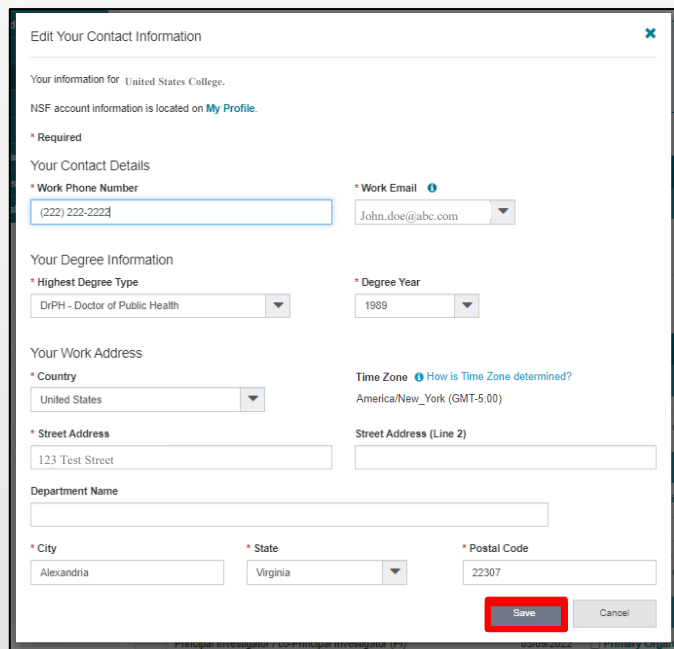 Edit Your Contact Information
Your information for United States College.
NSF account information is located on My Profile.
* Required
Your Contact Details
* Work Phone Number * Work Email
(222) 222-2222 John.doe@abc.com
Your Degree Information
* Highest Degree Type * Degree Year
DrPH - Doctor of Public Health 1989
Your Work Address
* Country Time Zone How is Time Zone determined?
United States America/New_York (GMT-5:00)
* Street Address Street Address (Line 2)
123 Test Street
Department Name
* City * State * Postal Code
Alexandria Virginia 22307
Save Cancel
Principal Investigator / co-Principal Investigator (PI) 03/09/2022 Primary Organ